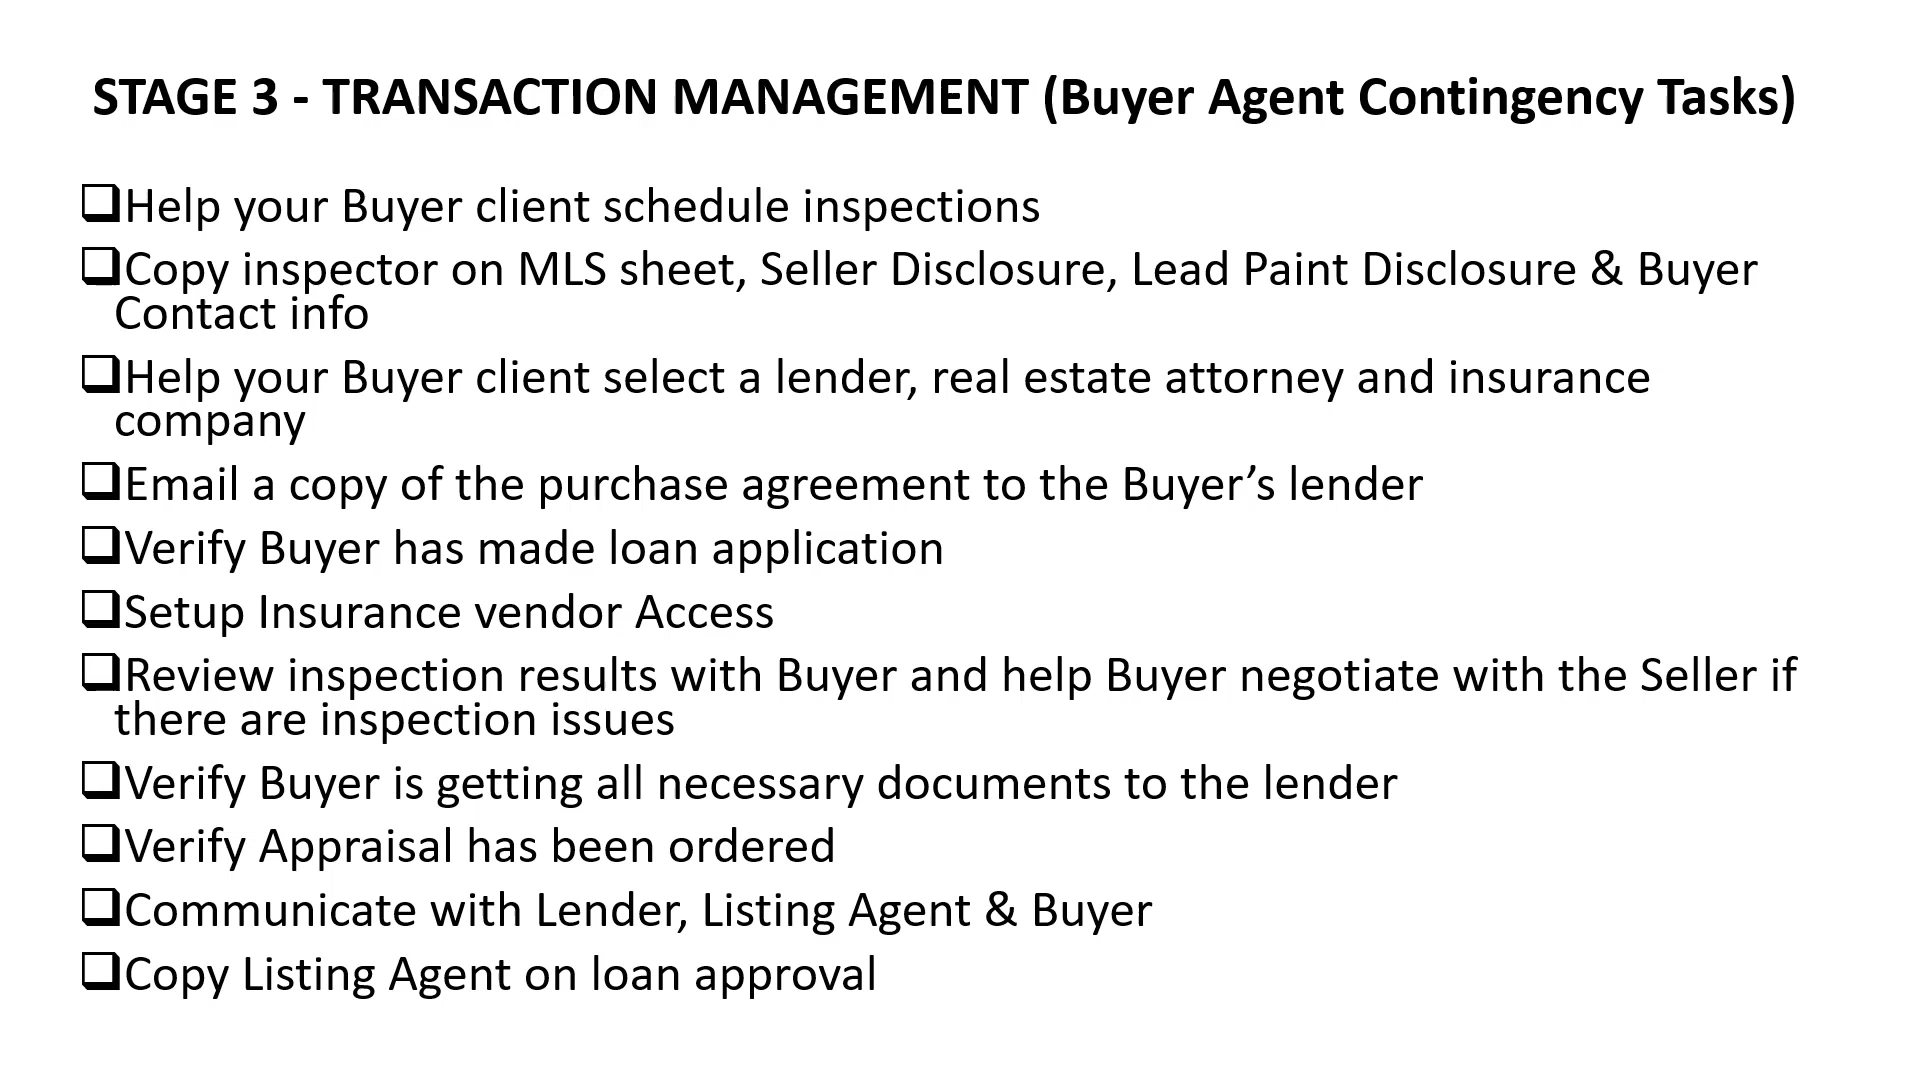 STAGE 3 - TRANSACTION MANAGEMENT (Buyer Agent Contingency Tasks)
❑Help your Buyer client schedule inspections
❑Copy inspector on MLS sheet, Seller Disclosure, Lead Paint Disclosure & Buyer
Contact info
❑Help your Buyer client select a lender, real estate attorney and insurance
company
❑Email a copy of the purchase agreement to the Buyer’s lender
❑Verify Buyer has made loan application
❑Setup Insurance vendor Access
❑Review inspection results with Buyer and help Buyer negotiate with the Seller if
there are inspection issues
❑Verify Buyer is getting all necessary documents to the lender
❑Verify Appraisal has been ordered
❑Communicate with Lender, Listing Agent & Buyer
❑Copy Listing Agent on loan approval